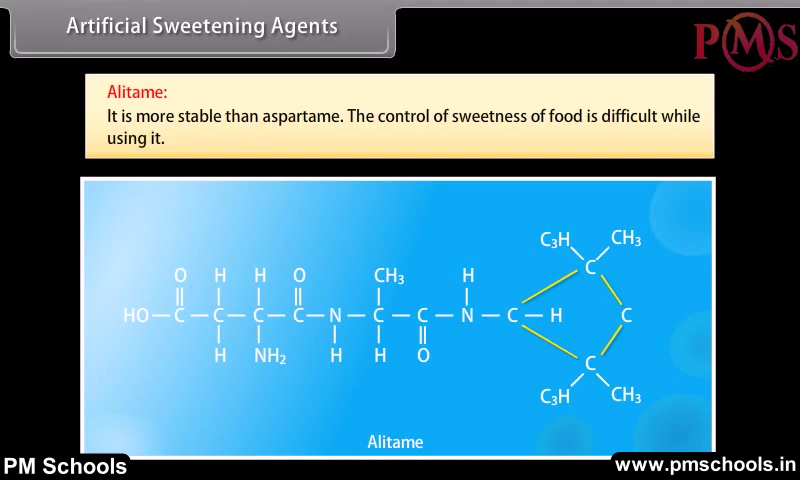 Artificial Sweetening Agents
PMS
Alitame:
It is more stable than aspartame. The control of sweetness of food is difficult while
using it.
C₃H CH₃
O H H O CH₃ H C
HO C C C C N C C N C H C
H NH₂ H H O C
C₃H CH₃
Alitame
PM Schools
www.pmschools.in